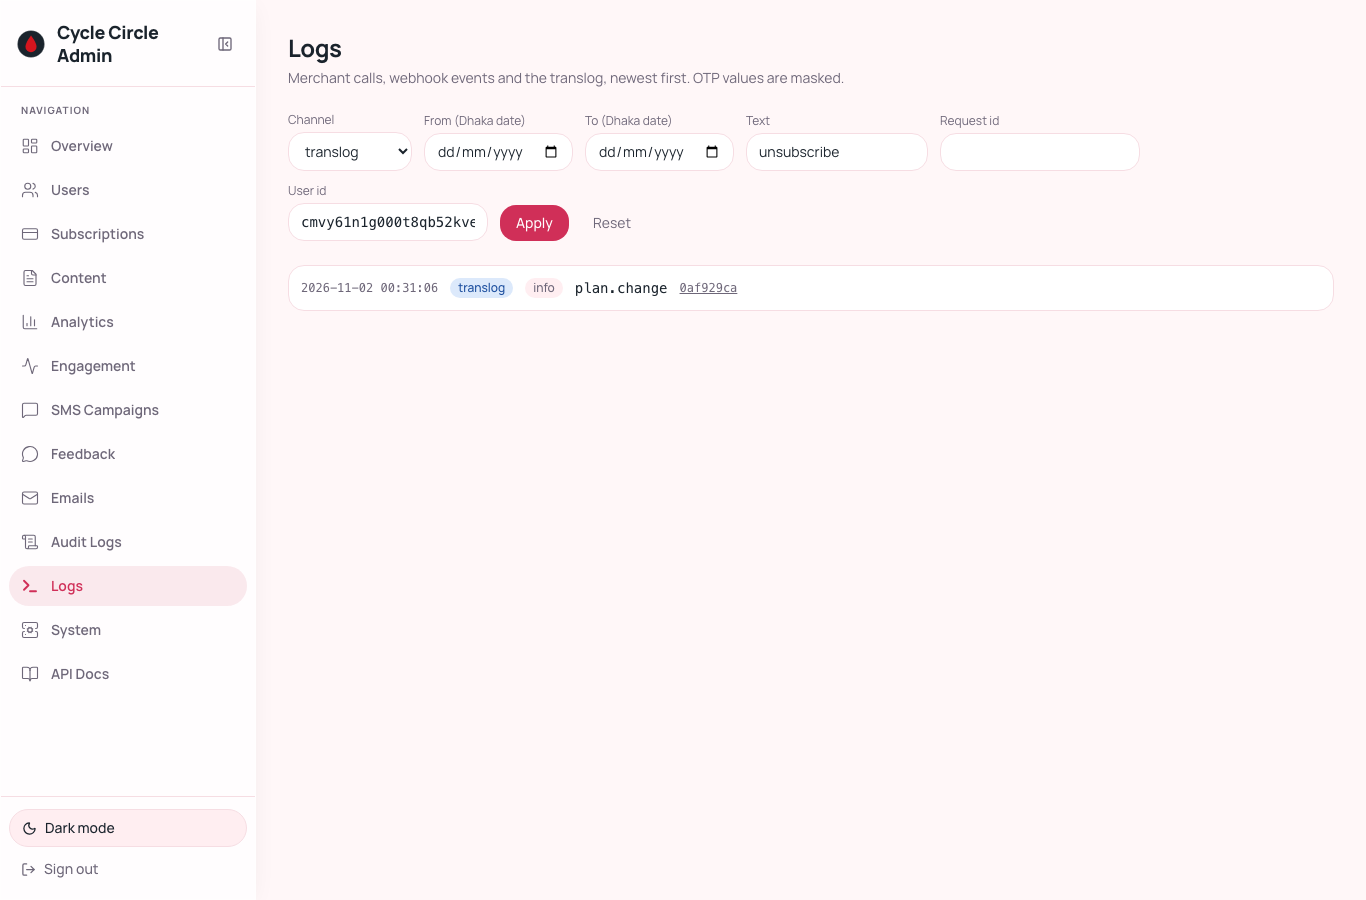 Cycle Circle
Admin
NAVIGATION
Overview
Users
Subscriptions
Content
Analytics
Engagement
SMS Campaigns
Feedback
Emails
Audit Logs
Logs
System
API Docs
Dark mode
Sign out
Logs
Merchant calls, webhook events and the translog, newest first. OTP values are masked.
Channel From (Dhaka date) To (Dhaka date) Text Request id
translog dd/mm/yyyy dd/mm/yyyy unsubscribe
User id
cmvy61n1g000t8qb52kve Apply Reset
2026-11-02 00:31:06 translog info plan.change 0af929ca